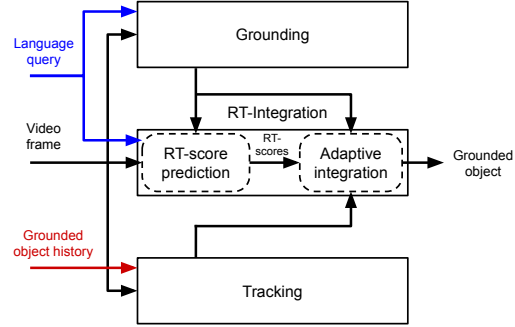 Grounding
Language
query
RT-Integration
Video
frame
RT-score
prediction
RT-
scores
Adaptive
integration
Grounded
object
Grounded
object history
Tracking